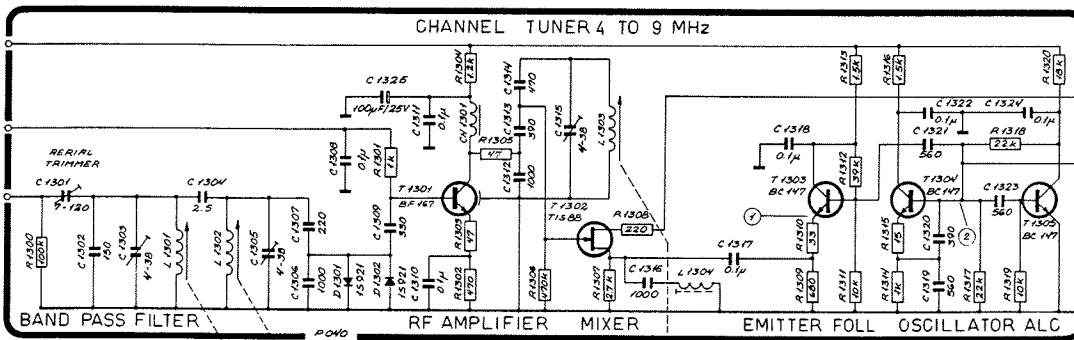 CHANNEL TUNER 4 TO 9 MHz
R1304
1.2k
C1314
470
R1313
1.5k
R1316
1.5k
R1320
18k
C1326
100µF/25V
C1311
0.1µ
CH1301
C1313
390
C1315
4-38
L1303
C1322
0.1µ
C1324
0.1µ
C1308
0.1µ
R1301
1k
R1305
47
C1312
1000
C1318
0.1µ
R1312
39k
C1321
560
R1318
22k
AERIAL
TRIMMER
C1301
7-120
C1304
2.5
T1301
BF167
T1302
TIS88
T1303
BC147
T1304
BC147
C1323
560
T1305
BC147
R1300
100k
C1302
150
C1303
4-38
L1301
L1302
C1305
4-38
C1307
220
C1309
330
R1303
47
R1308
220
1
2
R1310
33
R1315
15
C1320
390
C1306
1000
D1301
1S921
D1302
1S921
C1310
0.1µ
R1302
470
R1306
470k
R1307
2.7k
C1316
1000
L1304
C1317
0.1µ
R1309
680
R1311
10k
R1314
1k
C1319
560
R1317
22k
R1319
10k
BAND PASS FILTER
P040
RF AMPLIFIER
MIXER
EMITTER FOLL
OSCILLATOR
ALC